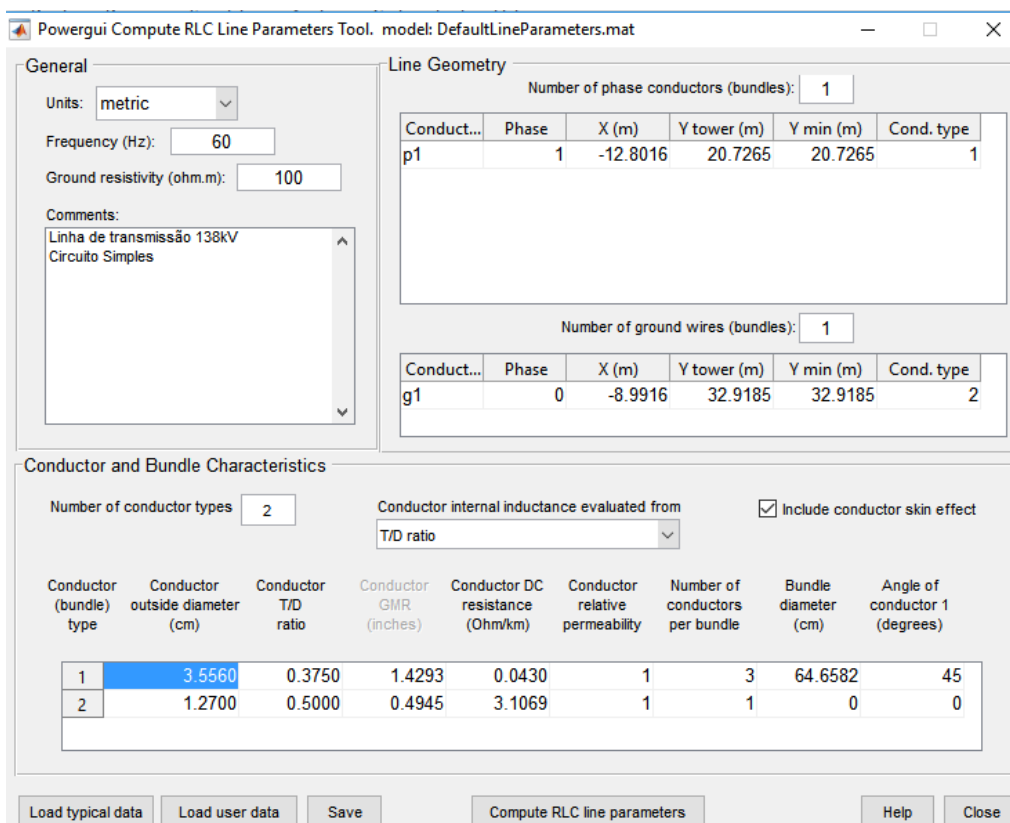 Powergui Compute RLC Line Parameters Tool. model: DefaultLineParameters.mat
General
Units: metric
Frequency (Hz): 60
Ground resistivity (ohm.m): 100
Comments:
Linha de transmissão 138kV
Circuito Simples
Line Geometry
Number of phase conductors (bundles): 1
Conduct... Phase X (m) Y tower (m) Y min (m) Cond. type
p1 1 -12.8016 20.7265 20.7265 1
Number of ground wires (bundles): 1
Conduct... Phase X (m) Y tower (m) Y min (m) Cond. type
g1 0 -8.9916 32.9185 32.9185 2
Conductor and Bundle Characteristics
Number of conductor types 2
Conductor internal inductance evaluated from
T/D ratio
Include conductor skin effect
Conductor Conductor Conductor Conductor Conductor DC Conductor Number of Bundle Angle of
(bundle) outside diameter T/D GMR resistance relative conductors diameter conductor 1
type (cm) ratio (inches) (Ohm/km) permeability per bundle (cm) (degrees)
1 3.5560 0.3750 1.4293 0.0430 1 3 64.6582 45
2 1.2700 0.5000 0.4945 3.1069 1 1 0 0
Load typical data Load user data Save Compute RLC line parameters Help Close